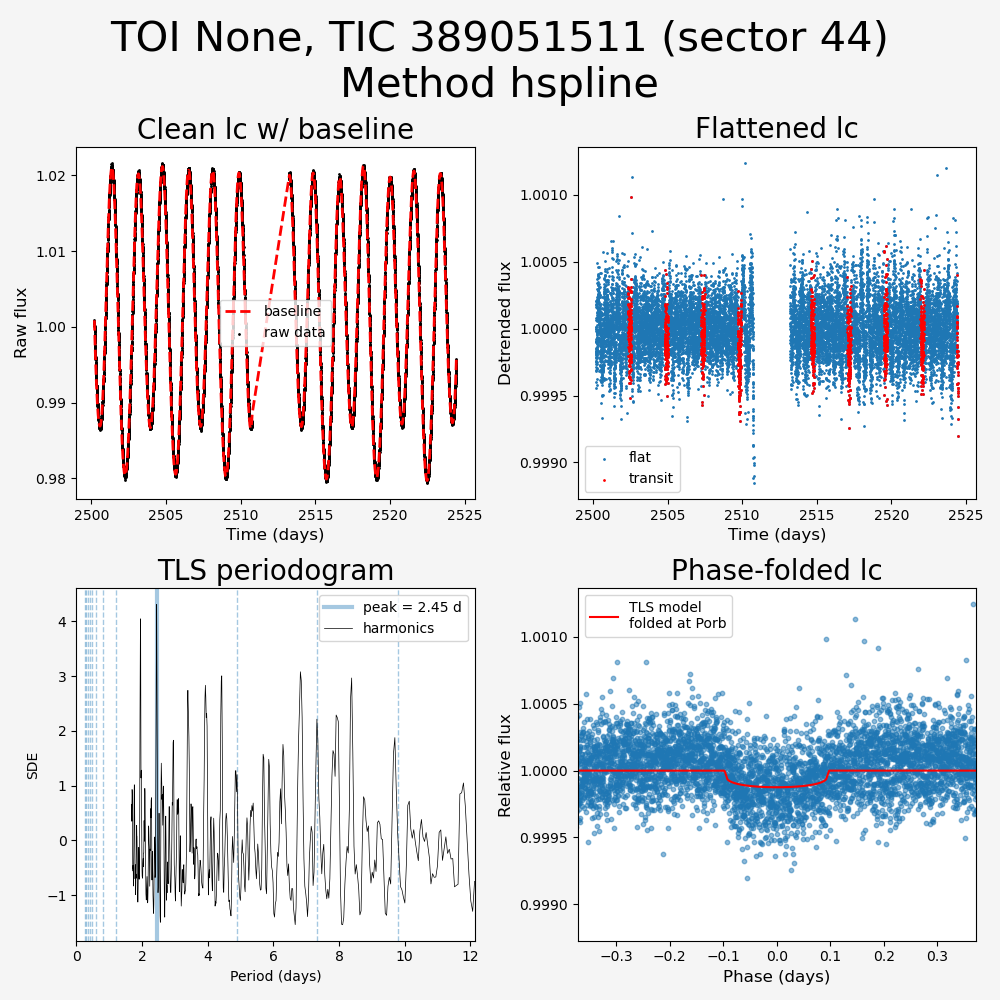 TOI None, TIC 389051511 (sector 44)
Method hspline
Clean lc w/ baseline
Raw flux
1.02
1.01
1.00
0.99
0.98
baseline
raw data
2500
2505
2510
2515
2520
2525
Time (days)
Flattened lc
Detrended flux
1.0010
1.0005
1.0000
0.9995
0.9990
flat
transit
2500
2505
2510
2515
2520
2525
Time (days)
TLS periodogram
SDE
4
3
2
1
0
−1
peak = 2.45 d
harmonics
0
2
4
6
8
10
12
Period (days)
Phase-folded lc
Relative flux
1.0010
1.0005
1.0000
0.9995
0.9990
TLS model
folded at Porb
−0.3
−0.2
−0.1
0.0
0.1
0.2
0.3
Phase (days)